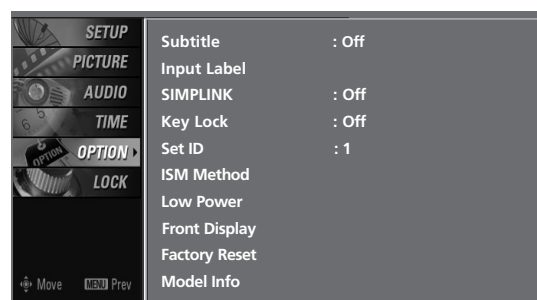 SETUP
PICTURE
AUDIO
TIME
OPTION
OPTION
LOCK
Move MENU Prev
Subtitle : Off
Input Label
SIMPLINK : Off
Key Lock : Off
Set ID : 1
ISM Method
Low Power
Front Display
Factory Reset
Model Info